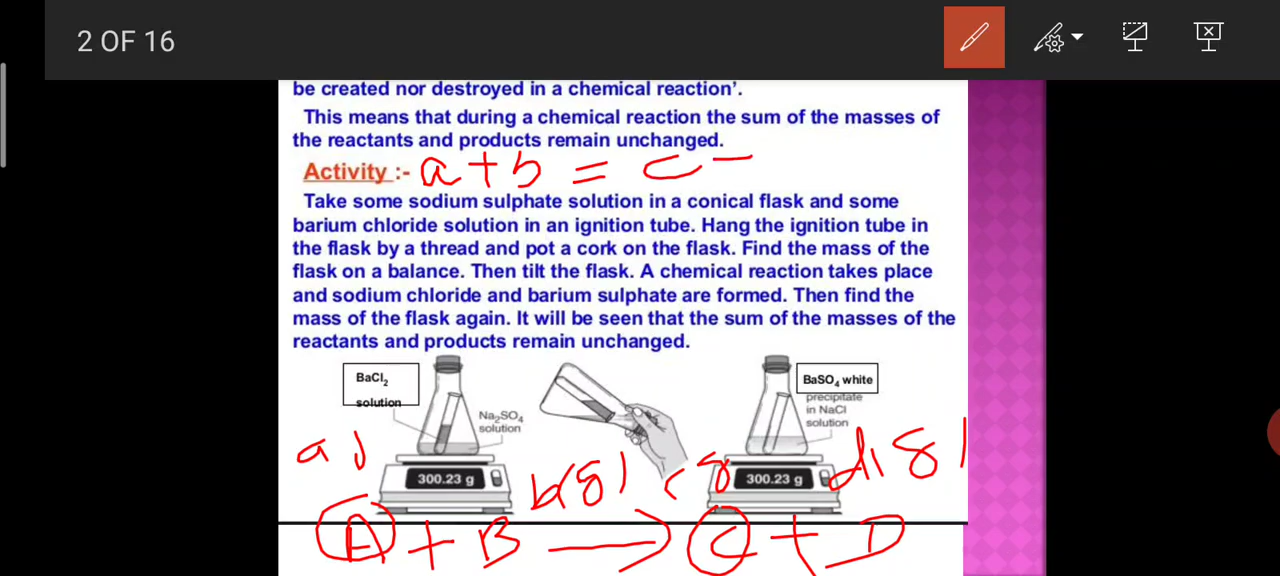 2 OF 16
be created nor destroyed in a chemical reaction'.
This means that during a chemical reaction the sum of the masses of
the reactants and products remain unchanged.
Activity :- a + b = c
Take some sodium sulphate solution in a conical flask and some
barium chloride solution in an ignition tube. Hang the ignition tube in
the flask by a thread and pot a cork on the flask. Find the mass of the
flask on a balance. Then tilt the flask. A chemical reaction takes place
and sodium chloride and barium sulphate are formed. Then find the
mass of the flask again. It will be seen that the sum of the masses of the
reactants and products remain unchanged.
BaCl₂
solution
Na₂SO₄
solution
BaSO₄ white
precipitate
in NaCl
solution
300.23 g
300.23 g
A + B → C + D